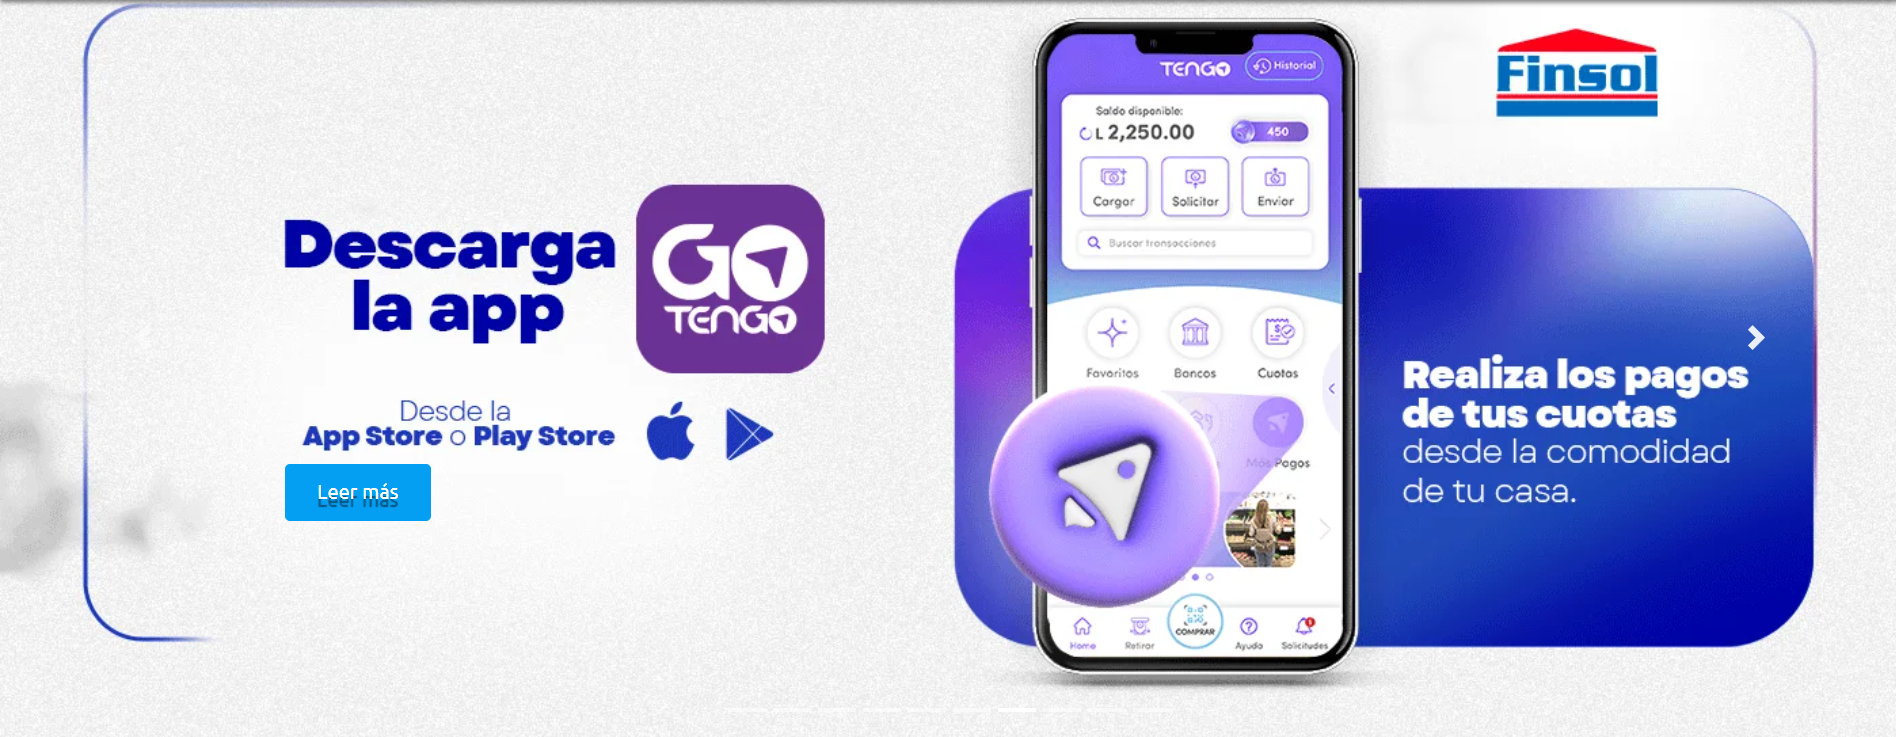 Descarga
la app
GO
TENGO
Desde la
App Store o Play Store
Leer más
TENGO
Historial
Saldo disponible:
L 2,250.00
450
Cargar
Solicitar
Enviar
Buscar transacciones
Favoritos
Bancos
Cuotas
Más Pagos
Home
Retirar
COMPRAR
Ayuda
Solicitudes
Finsol
Realiza los pagos
de tus cuotas
desde la comodidad
de tu casa.